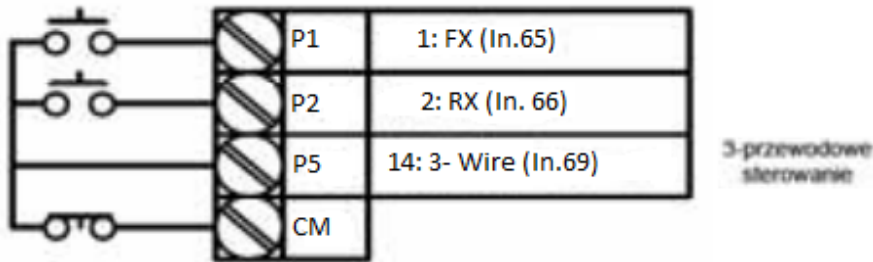 P1 1: FX (In.65)
P2 2: RX (In. 66)
P5 14: 3- Wire (In.69)
3-przewodowe
sterowanie
CM